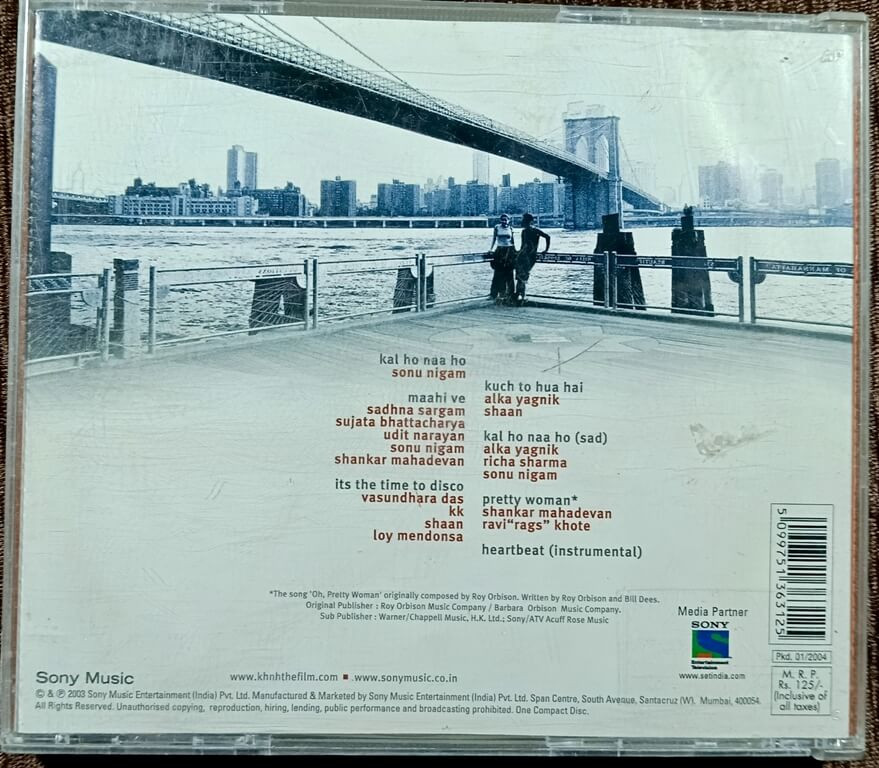 kal ho naa ho
sonu nigam
maahi ve
sadhna sargam
sujata bhattacharya
udit narayan
sonu nigam
shankar mahadevan
its the time to disco
vasundhara das
kk
shaan
loy mendonsa
kuch to hua hai
alka yagnik
shaan
kal ho naa ho (sad)
alka yagnik
richa sharma
sonu nigam
pretty woman*
shankar mahadevan
ravi“rags” khote
heartbeat (instrumental)
*The song 'Oh, Pretty Woman' originally composed by Roy Orbison. Written by Roy Orbison and Bill Dees.
Original Publisher : Roy Orbison Music Company / Barbara Orbison Music Company.
Sub Publisher : Warner/Chappell Music, H.K. Ltd.; Sony/ATV Acuff Rose Music
Media Partner
SONY
Entertainment
Television
www.setindia.com
5099751363125
Pkd. 01/2004
M. R. P.
Rs. 125/-
(Inclusive of
all taxes)
Sony Music
www.khnhthefilm.com ■ www.sonymusic.co.in
© & ℗ 2003 Sony Music Entertainment (India) Pvt. Ltd. Manufactured & Marketed by Sony Music Entertainment (India) Pvt. Ltd. Span Centre, South Avenue, Santacruz (W). Mumbai, 400054.
All Rights Reserved. Unauthorised copying, reproduction, hiring, lending, public performance and broadcasting prohibited. One Compact Disc.